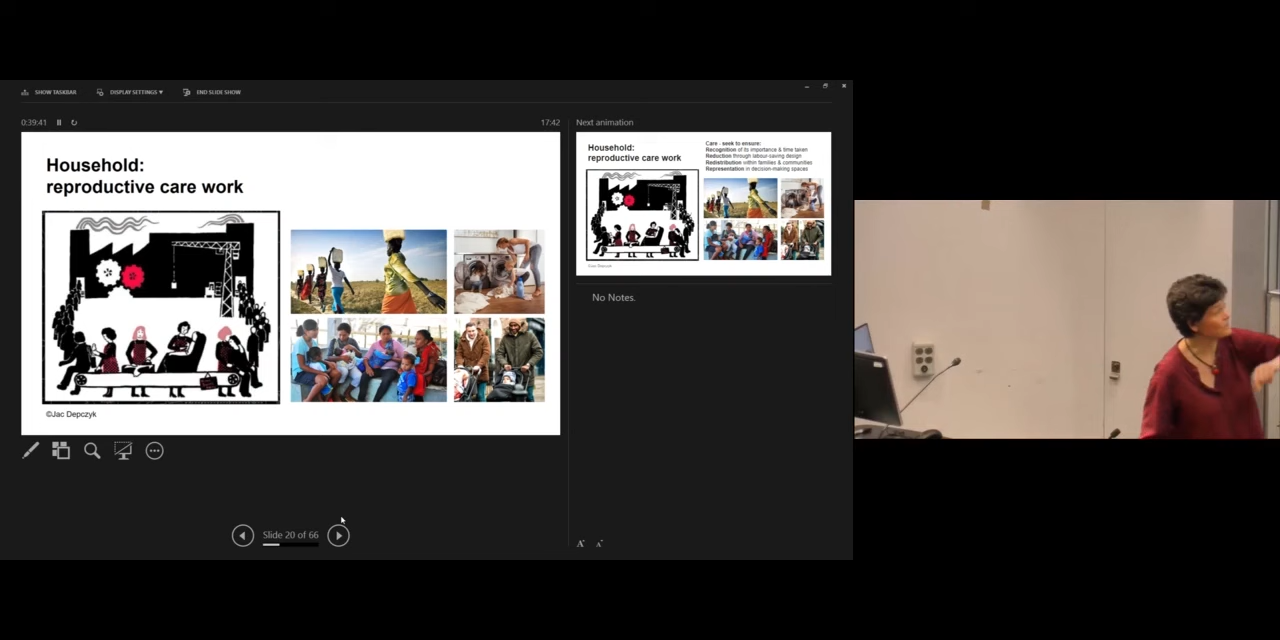 SHOW TASKBAR
DISPLAY SETTINGS ▾
END SLIDE SHOW
0:39:41
17:42
Household:
reproductive care work
©Jac Depczyk
Slide 20 of 66
Next animation
Household:
reproductive care work
Care - seek to ensure:
Recognition of its importance & time taken
Reduction through labour-saving design
Redistribution within families & communities
Representation in decision-making spaces
©Jac Depczyk
No Notes.
A
A